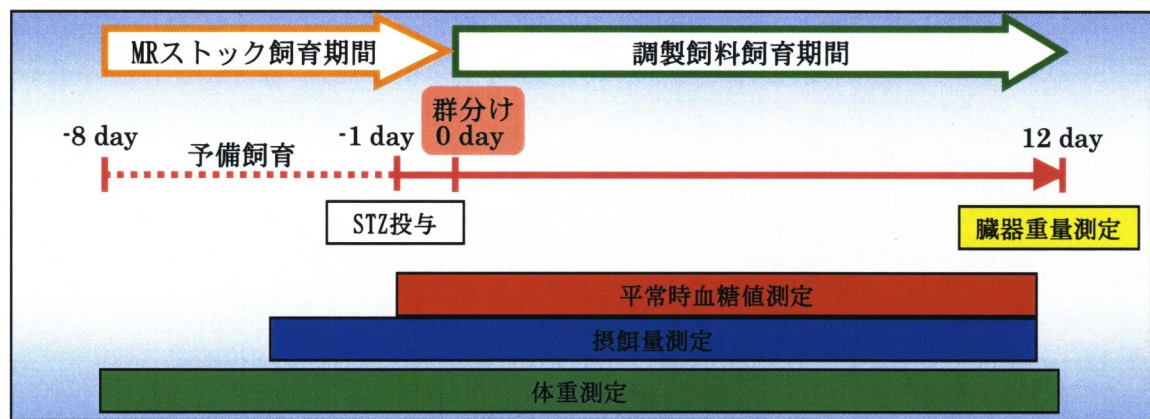 MRストック飼育期間
調製飼料飼育期間
群分け
-8 day
-1 day
0 day
12 day
予備飼育
STZ投与
臓器重量測定
平常時血糖値測定
摂餌量測定
体重測定